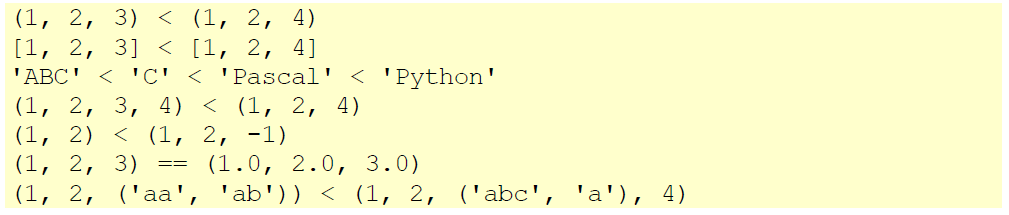 (1, 2, 3) < (1, 2, 4)
[1, 2, 3] < [1, 2, 4]
'ABC' < 'C' < 'Pascal' < 'Python'
(1, 2, 3, 4) < (1, 2, 4)
(1, 2) < (1, 2, -1)
(1, 2, 3) == (1.0, 2.0, 3.0)
(1, 2, ('aa', 'ab')) < (1, 2, ('abc', 'a'), 4)